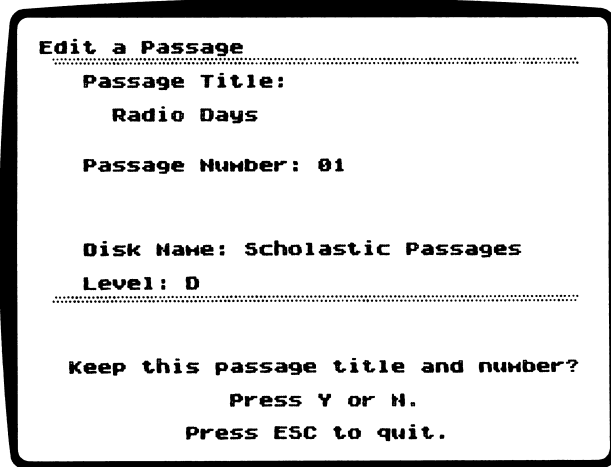 Edit a Passage
Passage Title:
Radio Days
Passage Number: 01
Disk Name: Scholastic Passages
Level: D
Keep this passage title and number?
Press Y or N.
Press ESC to quit.